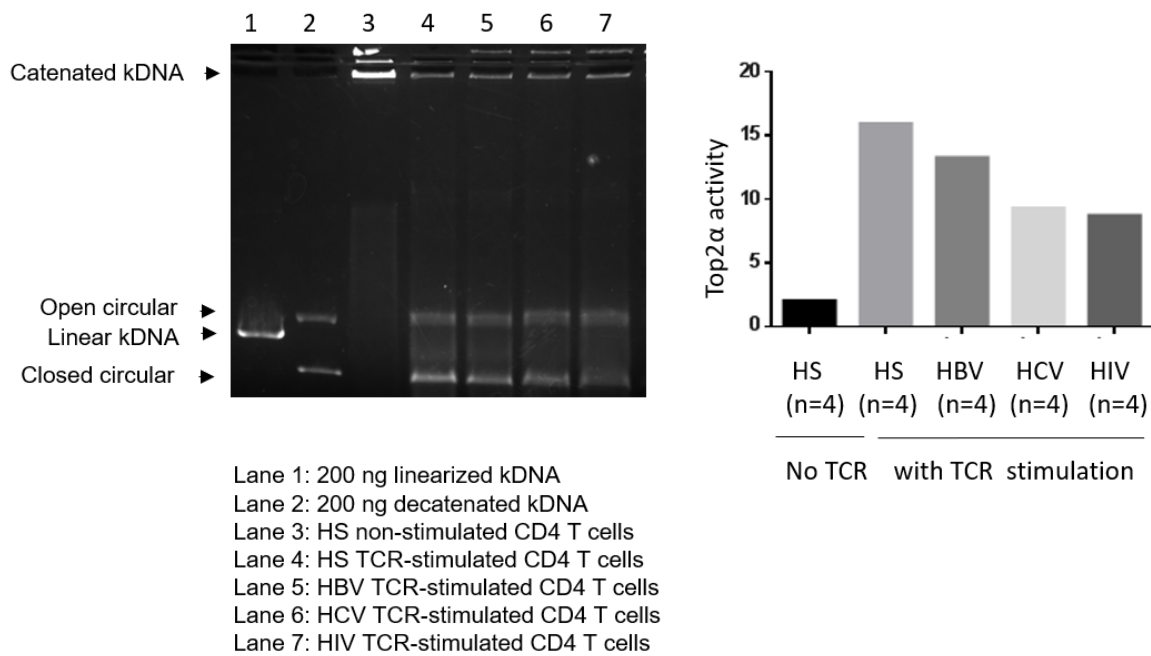 1 2 3 4 5 6 7
Catenated kDNA
Open circular
Linear kDNA
Closed circular
Lane 1: 200 ng linearized kDNA
Lane 2: 200 ng decatenated kDNA
Lane 3: HS non-stimulated CD4 T cells
Lane 4: HS TCR-stimulated CD4 T cells
Lane 5: HBV TCR-stimulated CD4 T cells
Lane 6: HCV TCR-stimulated CD4 T cells
Lane 7: HIV TCR-stimulated CD4 T cells
Top2α activity
20
15
10
5
0
HS HS HBV HCV HIV
(n=4) (n=4) (n=4) (n=4) (n=4)
No TCR with TCR stimulation